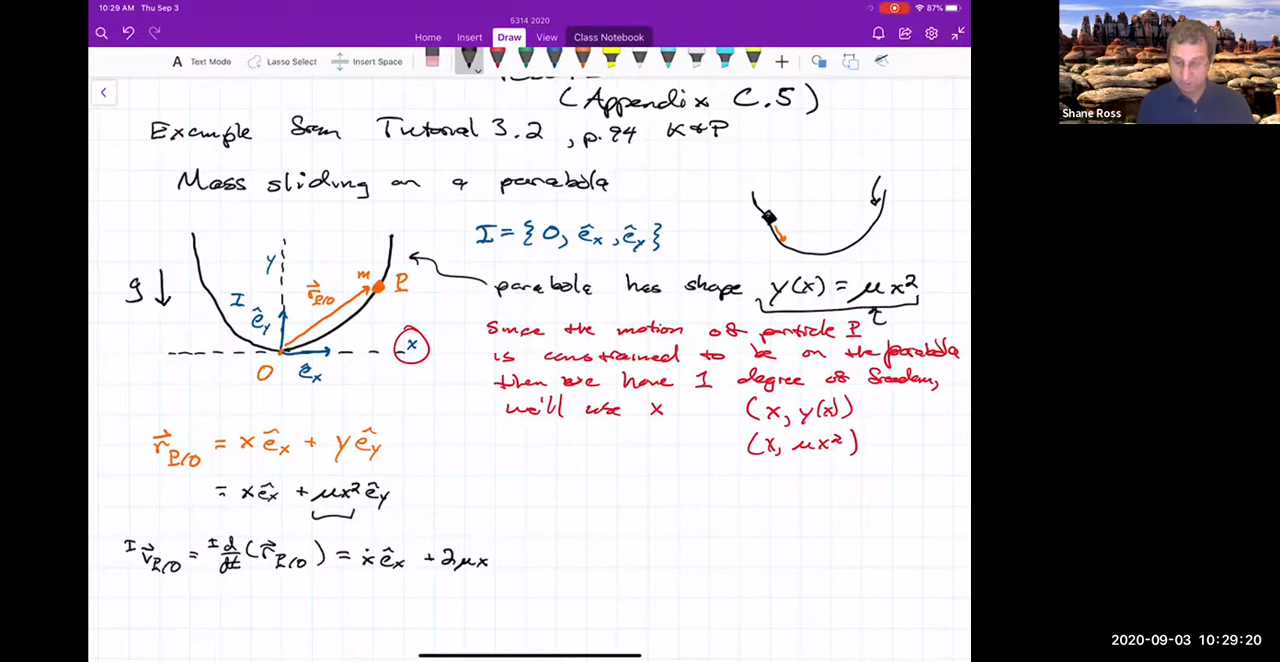 10:29 AM Thu Sep 3
87%
5314 2020
Home Insert Draw View Class Notebook
Text Mode Lasso Select Insert Space
(Appendix C.5)
Example from Tutorial 3.2, p.94 K&P
Mass sliding on a parabola
I = {O, êx, êy}
g↓
y
I
êy
r⃗P/O
m
P
x
O
êx
parabola has shape y(x) = μx²
Since the motion of particle P
is constrained to be on the parabola
then we have 1 degree of freedom,
we'll use x (x, y(x))
(x, μx²)
r⃗P/O = x êx + y êy
= x êx + μx² êy
ᴵv⃗P/O = ᴵd/dt (r⃗P/O) = ẋ êx + 2μx
Shane Ross
2020-09-03 10:29:20